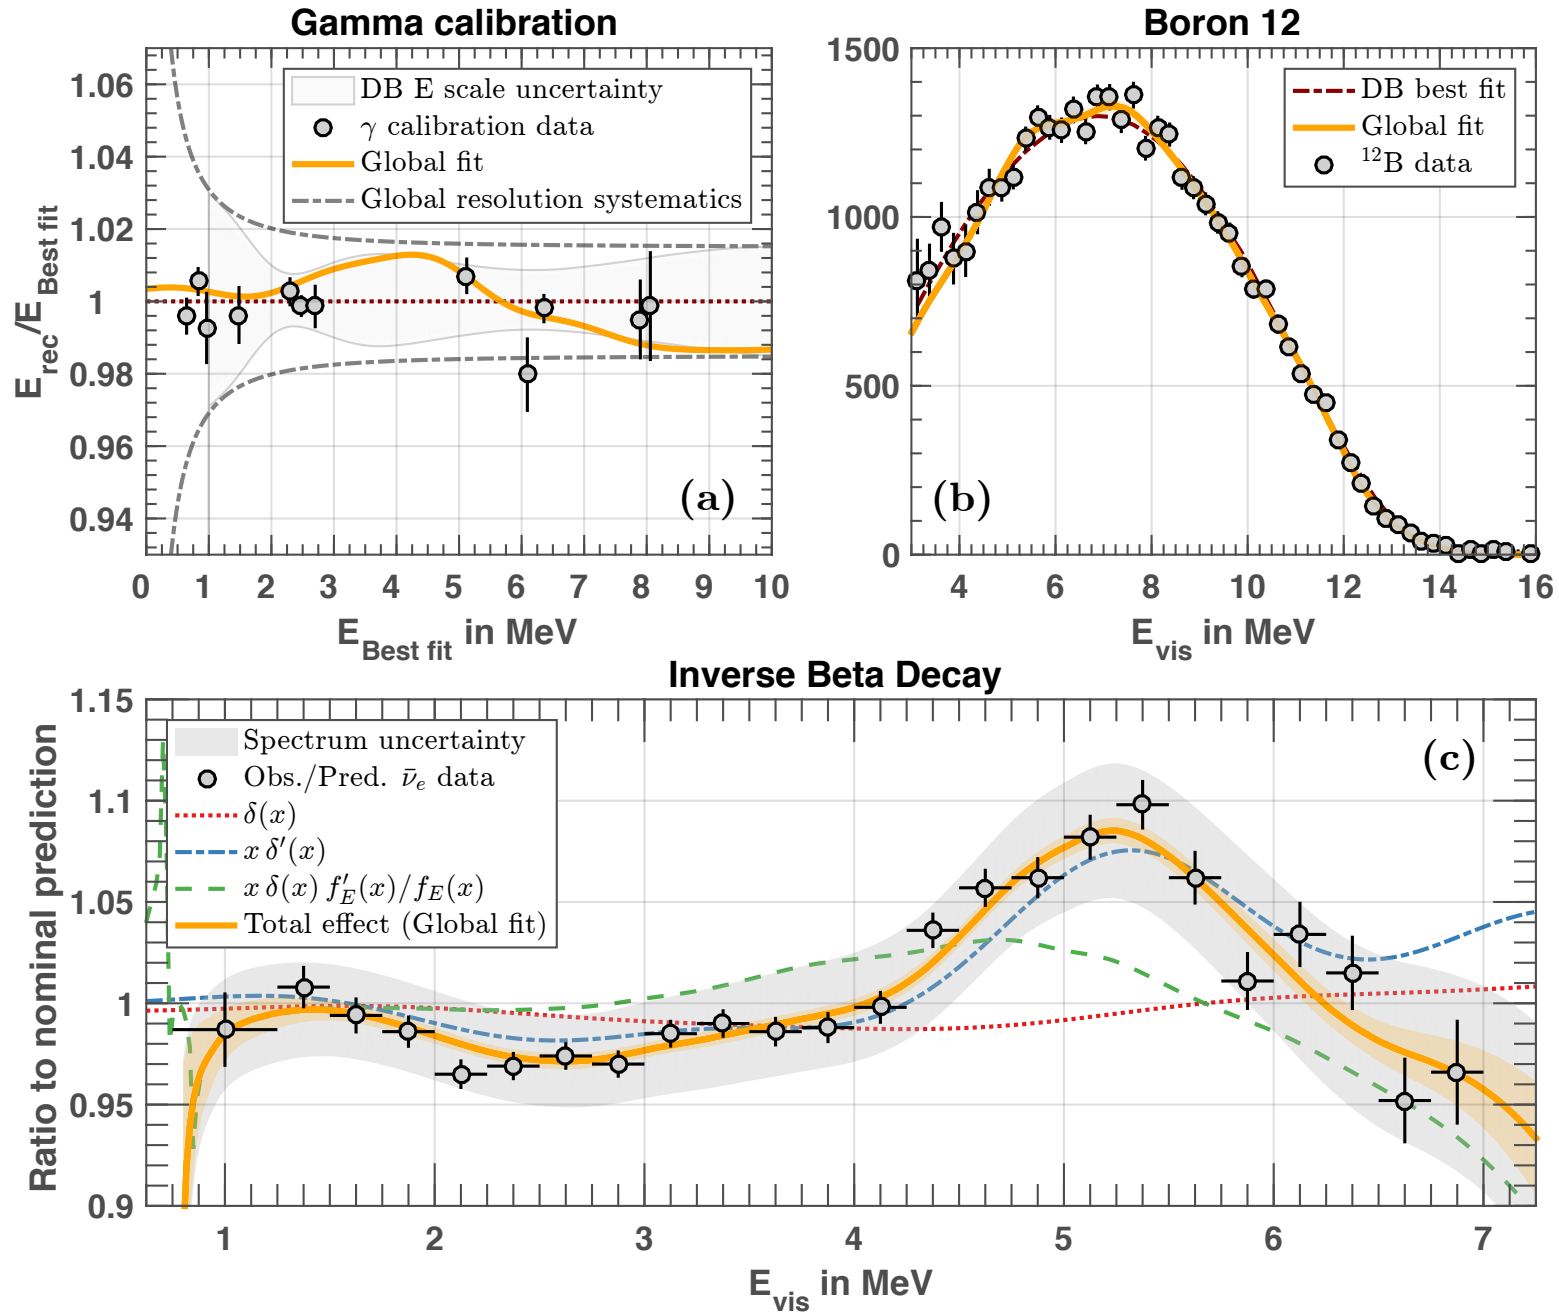 Gamma calibration
1.06
1.04
1.02
1
0.98
0.96
0.94
E_rec/E_Best fit
DB E scale uncertainty
γ calibration data
Global fit
Global resolution systematics
(a)
0 1 2 3 4 5 6 7 8 9 10
E_Best fit in MeV
Boron 12
1500
1000
500
0
DB best fit
Global fit
¹²B data
(b)
4 6 8 10 12 14 16
E_vis in MeV
Inverse Beta Decay
1.15
1.1
1.05
1
0.95
0.9
Ratio to nominal prediction
Spectrum uncertainty
Obs./Pred. ν̄_e data
δ(x)
x δ′(x)
x δ(x) f′_E(x)/f_E(x)
Total effect (Global fit)
(c)
1 2 3 4 5 6 7
E_vis in MeV